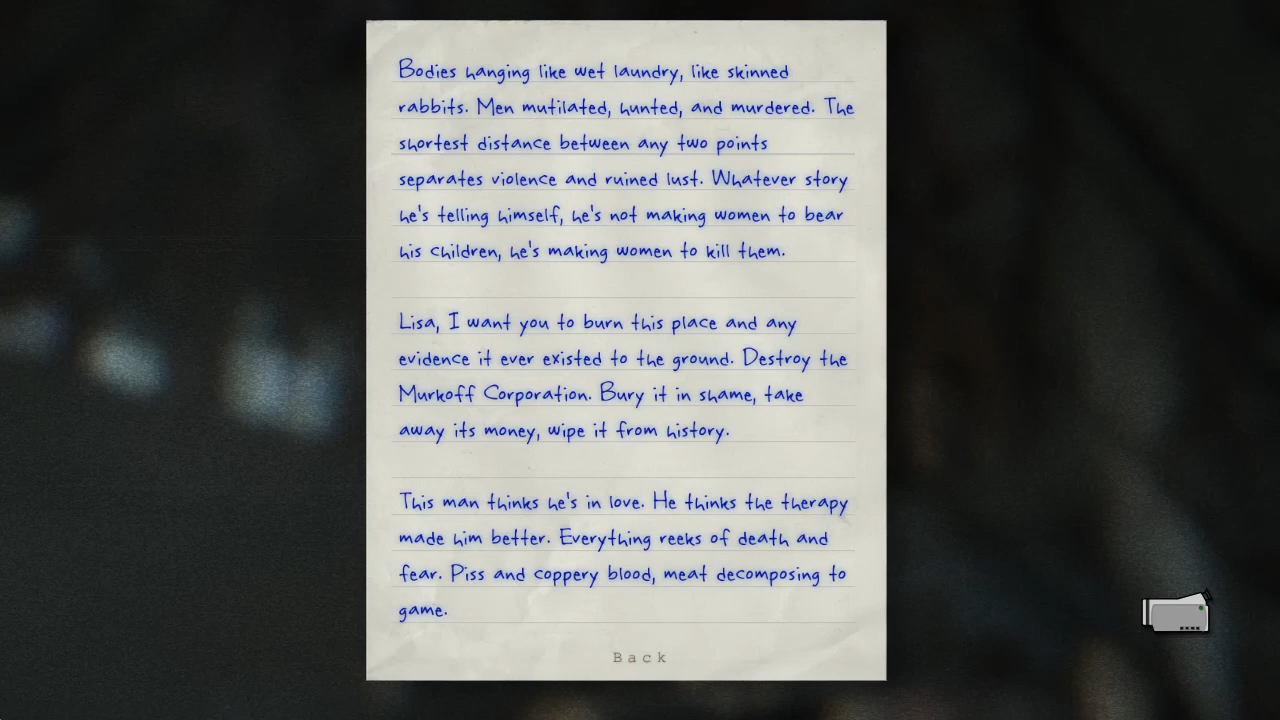 Bodies hanging like wet laundry, like skinned
rabbits. Men mutilated, hunted, and murdered. The
shortest distance between any two points
separates violence and ruined lust. Whatever story
he's telling himself, he's not making women to bear
his children, he's making women to kill them.
Lisa, I want you to burn this place and any
evidence it ever existed to the ground. Destroy the
Murkoff Corporation. Bury it in shame, take
away its money, wipe it from history.
This man thinks he's in love. He thinks the therapy
made him better. Everything reeks of death and
fear. Piss and coppery blood, meat decomposing to
game.
Back